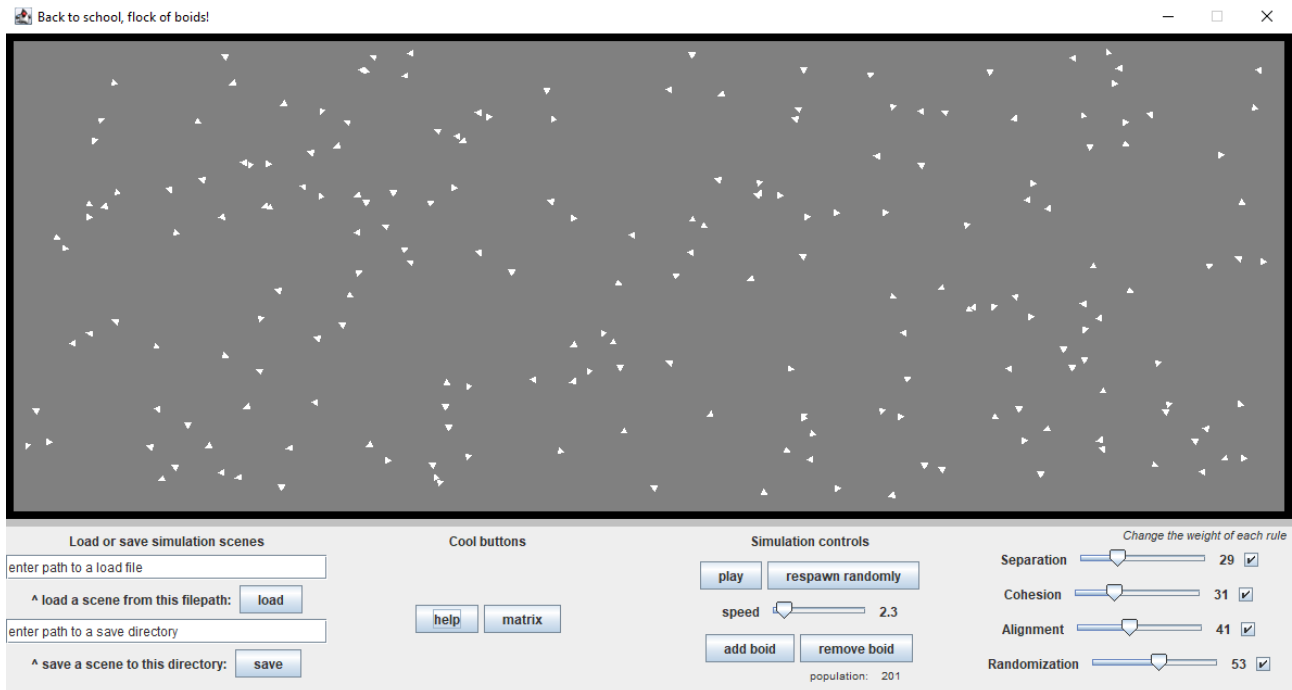 Back to school, flock of boids!
Load or save simulation scenes
enter path to a load file
^ load a scene from this filepath: load
enter path to a save directory
^ save a scene to this directory: save
Cool buttons
help matrix
Simulation controls
play respawn randomly
speed 2.3
add boid remove boid
population: 201
Change the weight of each rule
Separation 29
Cohesion 31
Alignment 41
Randomization 53